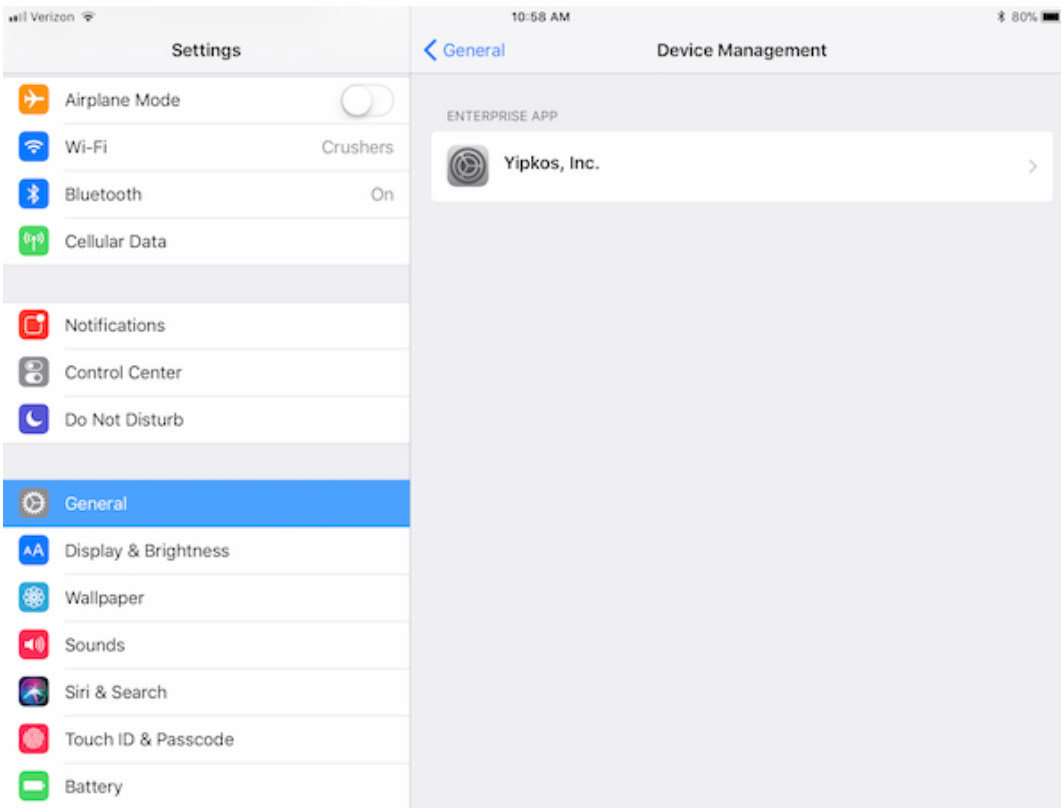 Verizon 10:58 AM 80%
Settings
General Device Management
Airplane Mode
Wi-Fi Crushers
Bluetooth On
Cellular Data
Notifications
Control Center
Do Not Disturb
General
Display & Brightness
Wallpaper
Sounds
Siri & Search
Touch ID & Passcode
Battery
ENTERPRISE APP
Yipkos, Inc.